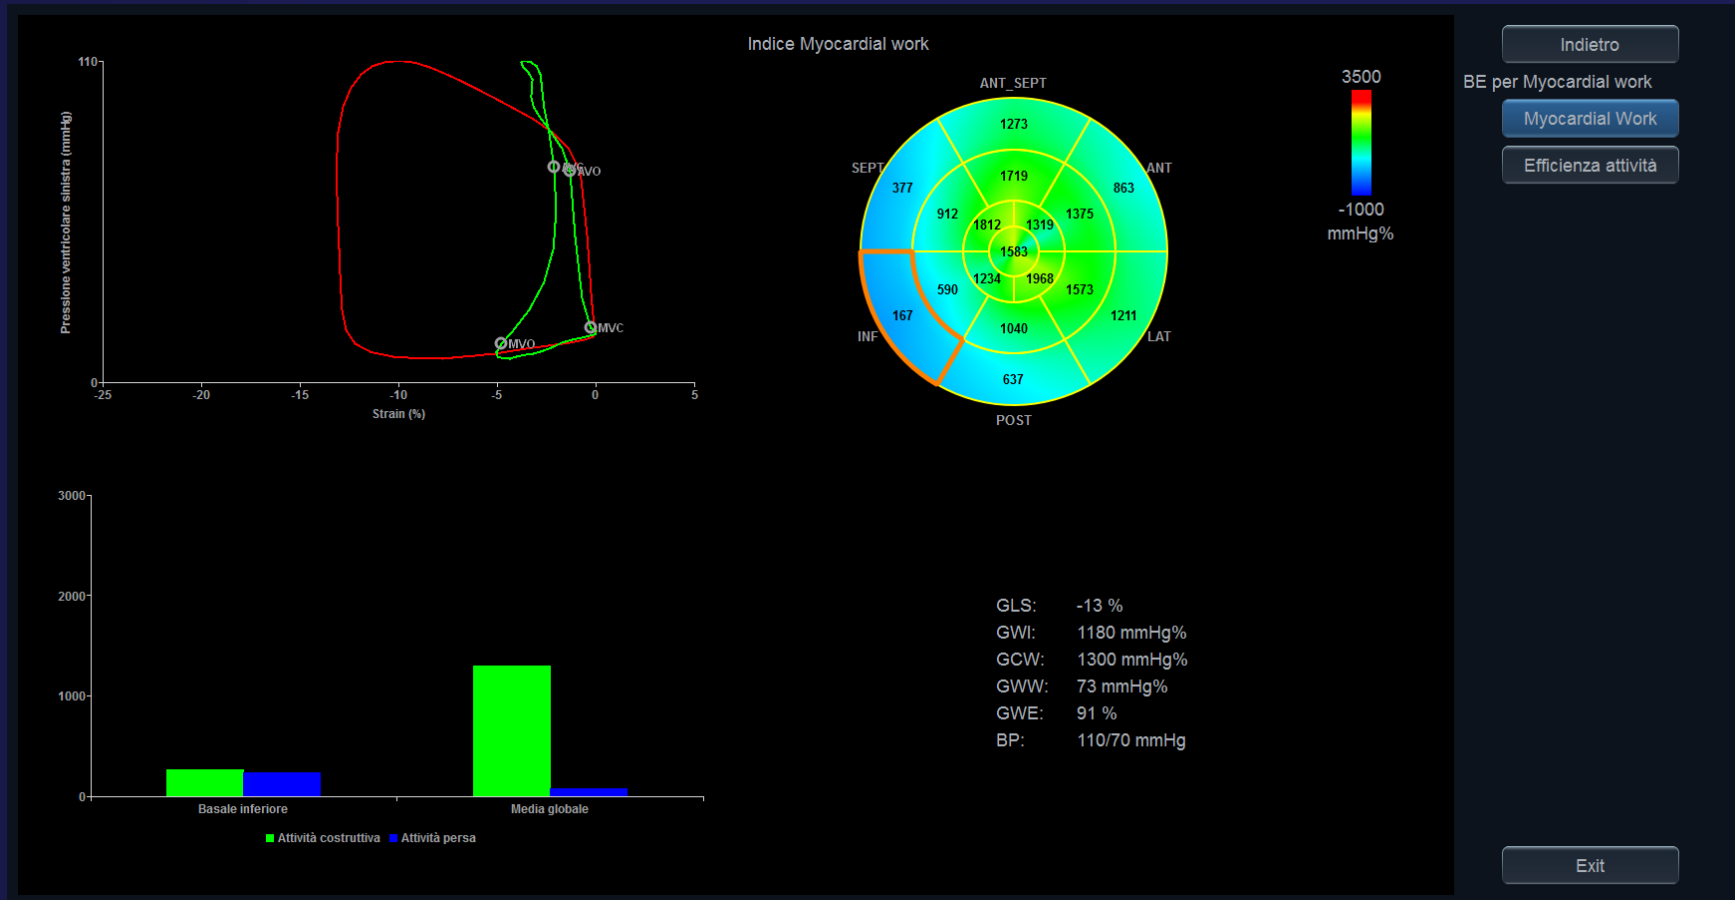 Indice Myocardial work
Indietro
BE per Myocardial work
Myocardial Work
Efficienza attività
110
Pressione ventricolare sinistra (mmHg)
AVO
MVC
MVO
0
-25 -20 -15 -10 -5 0 5
Strain (%)
ANT_SEPT
SEPT
ANT
INF
LAT
POST
1273
377
1719
863
912
1375
1812
1319
1583
1234
1968
590
1573
167
1040
1211
637
3500
-1000
mmHg%
3000
2000
1000
0
Basale inferiore
Media globale
Attività costruttiva Attività persa
GLS: -13 %
GWI: 1180 mmHg%
GCW: 1300 mmHg%
GWW: 73 mmHg%
GWE: 91 %
BP: 110/70 mmHg
Exit